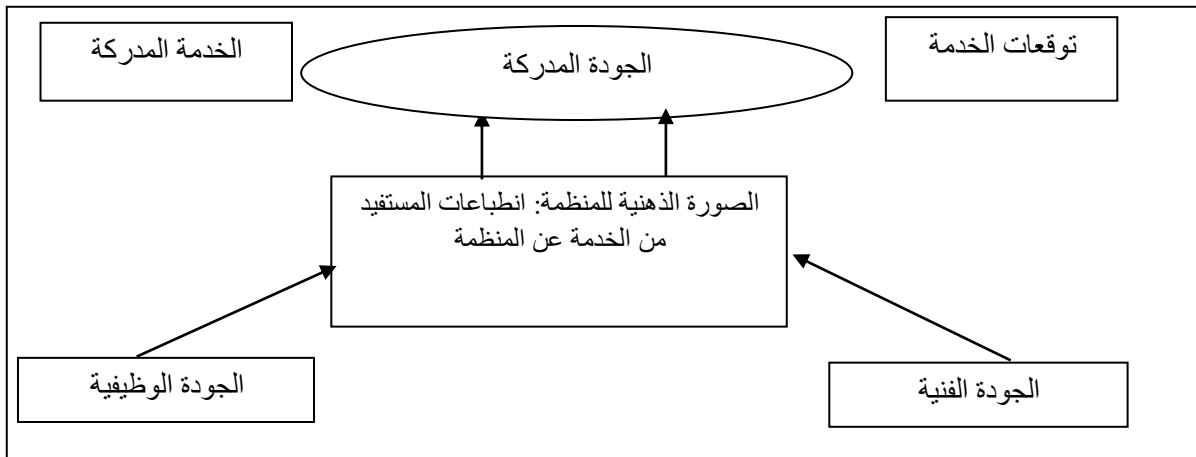 توقعات الخدمة
الجودة المدركة
الخدمة المدركة
الصورة الذهنية للمنظمة: انطباعات المستفيد
من الخدمة عن المنظمة
الجودة الفنية
الجودة الوظيفية